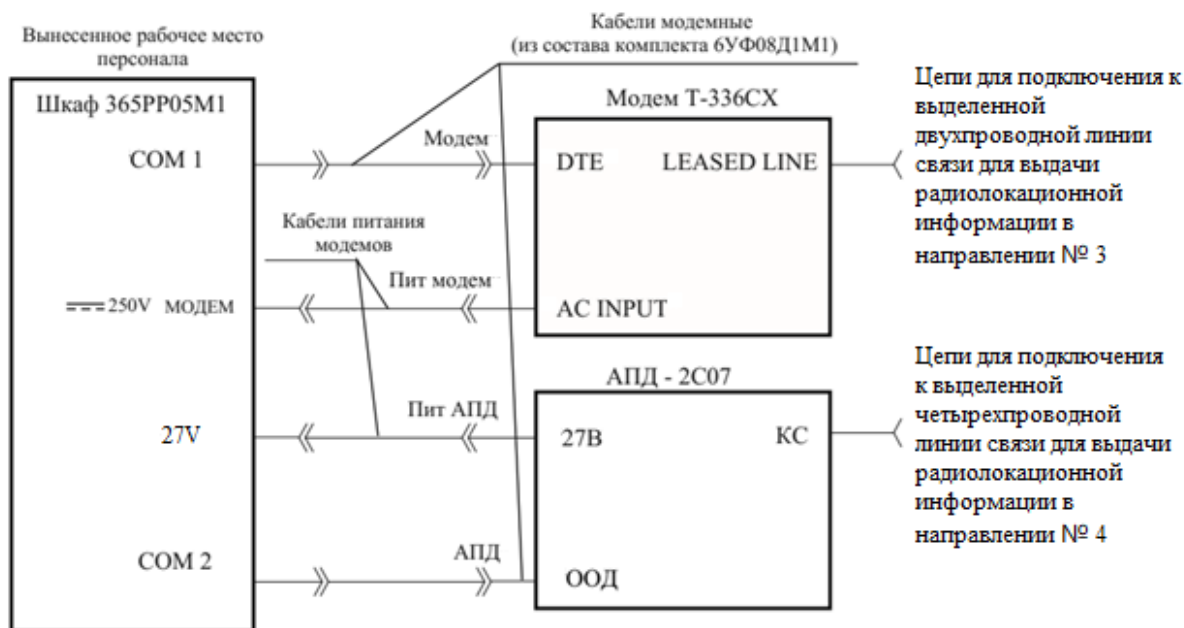 Вынесенное рабочее место
персонала
Шкаф 365РР05М1
COM 1
250V МОДЕМ
27V
COM 2
Кабели модемные
(из состава комплекта 6УФ08Д1М1)
Модем
Кабели питания
модемов
Пит модем
Пит АПД
АПД
Модем Т-336СХ
DTE
LEASED LINE
AC INPUT
АПД - 2С07
27В
КС
ООД
Цепи для подключения к
выделенной
двухпроводной линии
связи для выдачи
радиолокационной
информации в
направлении № 3
Цепи для подключения
к выделенной
четырехпроводной
линии связи для выдачи
радиолокационной
информации в
направлении № 4